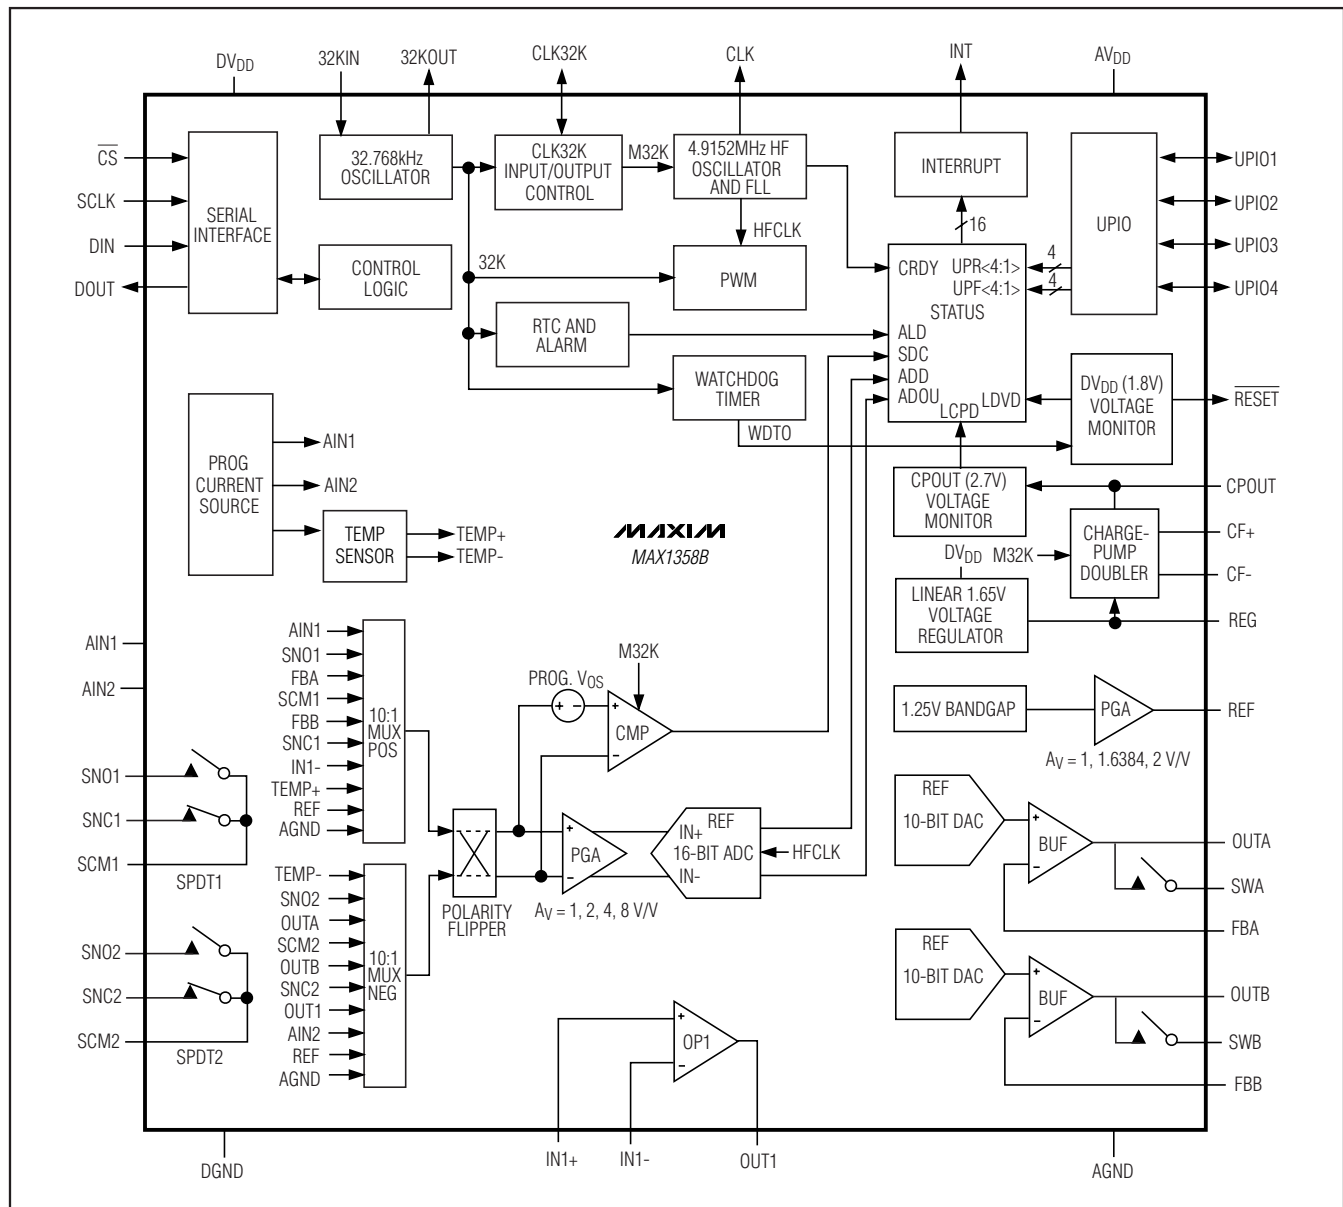 DVDD
32KIN
32KOUT
CLK32K
CLK
INT
AVDD
CS
SCLK
DIN
DOUT
SERIAL
INTERFACE
32.768kHz
OSCILLATOR
CONTROL
LOGIC
CLK32K
INPUT/OUTPUT
CONTROL
M32K
4.9152MHz HF
OSCILLATOR
AND FLL
HFCLK
32K
PWM
RTC AND
ALARM
WATCHDOG
TIMER
WDTO
INTERRUPT
16
CRDY
UPR<4:1>
UPF<4:1>
STATUS
ALD
SDC
ADD
ADOU
LCPD
LDVD
4
4
UPIO
UPIO1
UPIO2
UPIO3
UPIO4
DVDD (1.8V)
VOLTAGE
MONITOR
RESET
CPOUT (2.7V)
VOLTAGE
MONITOR
CPOUT
CHARGE-
PUMP
DOUBLER
CF+
CF-
M32K
DVDD
LINEAR 1.65V
VOLTAGE
REGULATOR
REG
PROG
CURRENT
SOURCE
AIN1
AIN2
TEMP
SENSOR
TEMP+
TEMP-
MAXIM
MAX1358B
AIN1
AIN2
AIN1
SNO1
FBA
SCM1
FBB
SNC1
IN1-
TEMP+
REF
AGND
10:1
MUX
POS
TEMP-
SNO2
OUTA
SCM2
OUTB
SNC2
OUT1
AIN2
REF
AGND
10:1
MUX
NEG
SNO1
SNC1
SCM1
SPDT1
SNO2
SNC2
SCM2
SPDT2
POLARITY
FLIPPER
PROG. VOS
+ -
M32K
+
CMP
-
+
PGA
-
AV = 1, 2, 4, 8 V/V
IN+
REF
16-BIT ADC
IN-
HFCLK
1.25V BANDGAP
PGA
REF
AV = 1, 1.6384, 2 V/V
REF
10-BIT DAC
+
BUF
-
OUTA
SWA
FBA
REF
10-BIT DAC
+
BUF
-
OUTB
SWB
FBB
+
OP1
-
DGND
IN1+
IN1-
OUT1
AGND